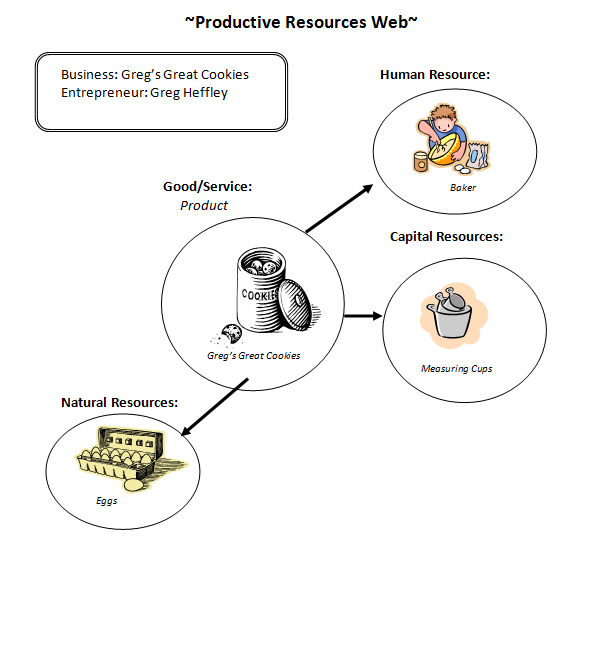 ~Productive Resources Web~
Business: Greg's Great Cookies
Entrepreneur: Greg Heffley
Human Resource:
Baker
Good/Service:
Product
Capital Resources:
COOKIE
Greg's Great Cookies
Measuring Cups
Natural Resources:
Eggs